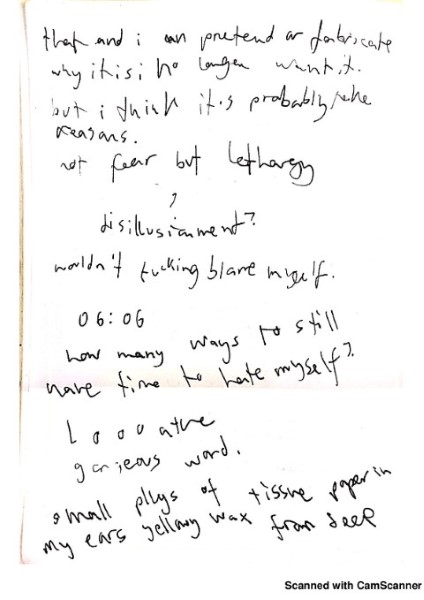 that and i can pretend or fabricate
why it is i no longer want it.
but i think it's probably the
reasons.
not fear but lethargy
,
disillusionment?
wouldn't fucking blame myself.
06:06
how many ways to still
have time to hate myself?
L o o o athe
gorgeous word.
small plugs of tissue paper in
my ears yellowy wax from deep
Scanned with CamScanner